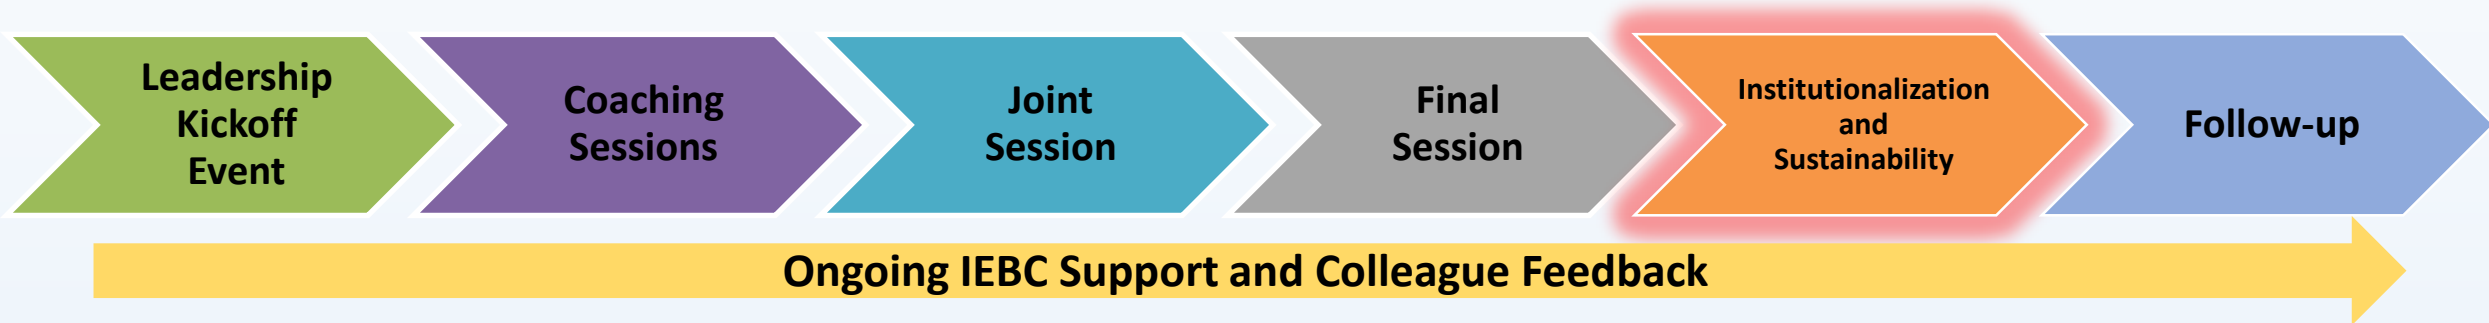 Leadership
Kickoff
Event
Coaching
Sessions
Joint
Session
Final
Session
Institutionalization
and
Sustainability
Follow-up
Ongoing IEBC Support and Colleague Feedback